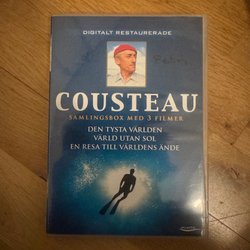 DIGITALT RESTAURERADE
COUSTEAU
SAMLINGSBOX MED 3 FILMER
DEN TYSTA VÄRLDEN
VÄRLD UTAN SOL
EN RESA TILL VÄRLDENS ÄNDE